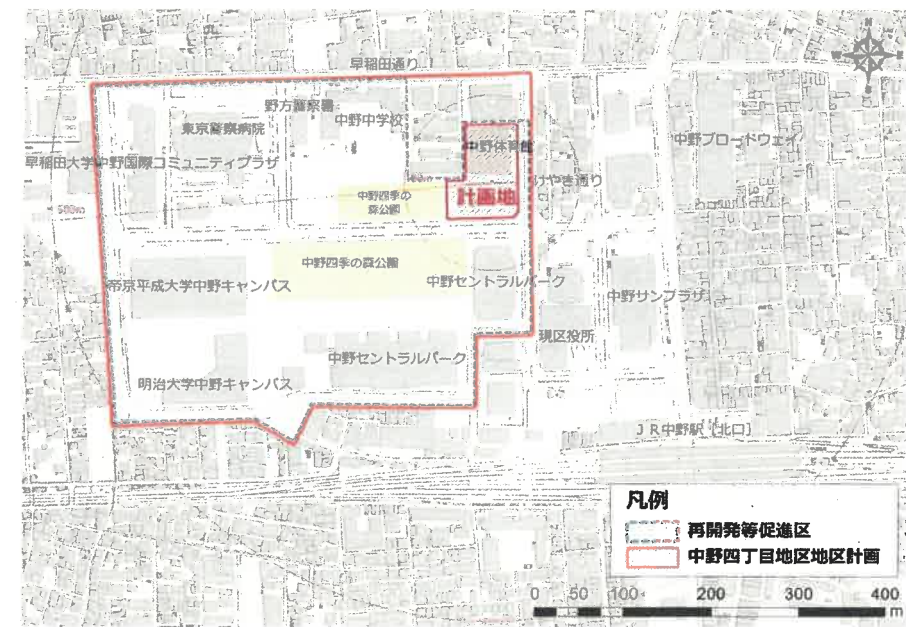 早稲田通り
野方警察署
中野中学校
東京警察病院
中野体育館
中野ブロードウェイ
早稲田大学中野国際コミュニティプラザ
けやき通り
中野四季の
森公園
計画地
500m
中野四季の森公園
帝京平成大学中野キャンパス
中野セントラルパーク
中野サンプラザ
現区役所
中野セントラルパーク
明治大学中野キャンパス
JR中野駅［北口］
凡例
再開発等促進区
中野四丁目地区地区計画
0 50 100 200 300 400
m